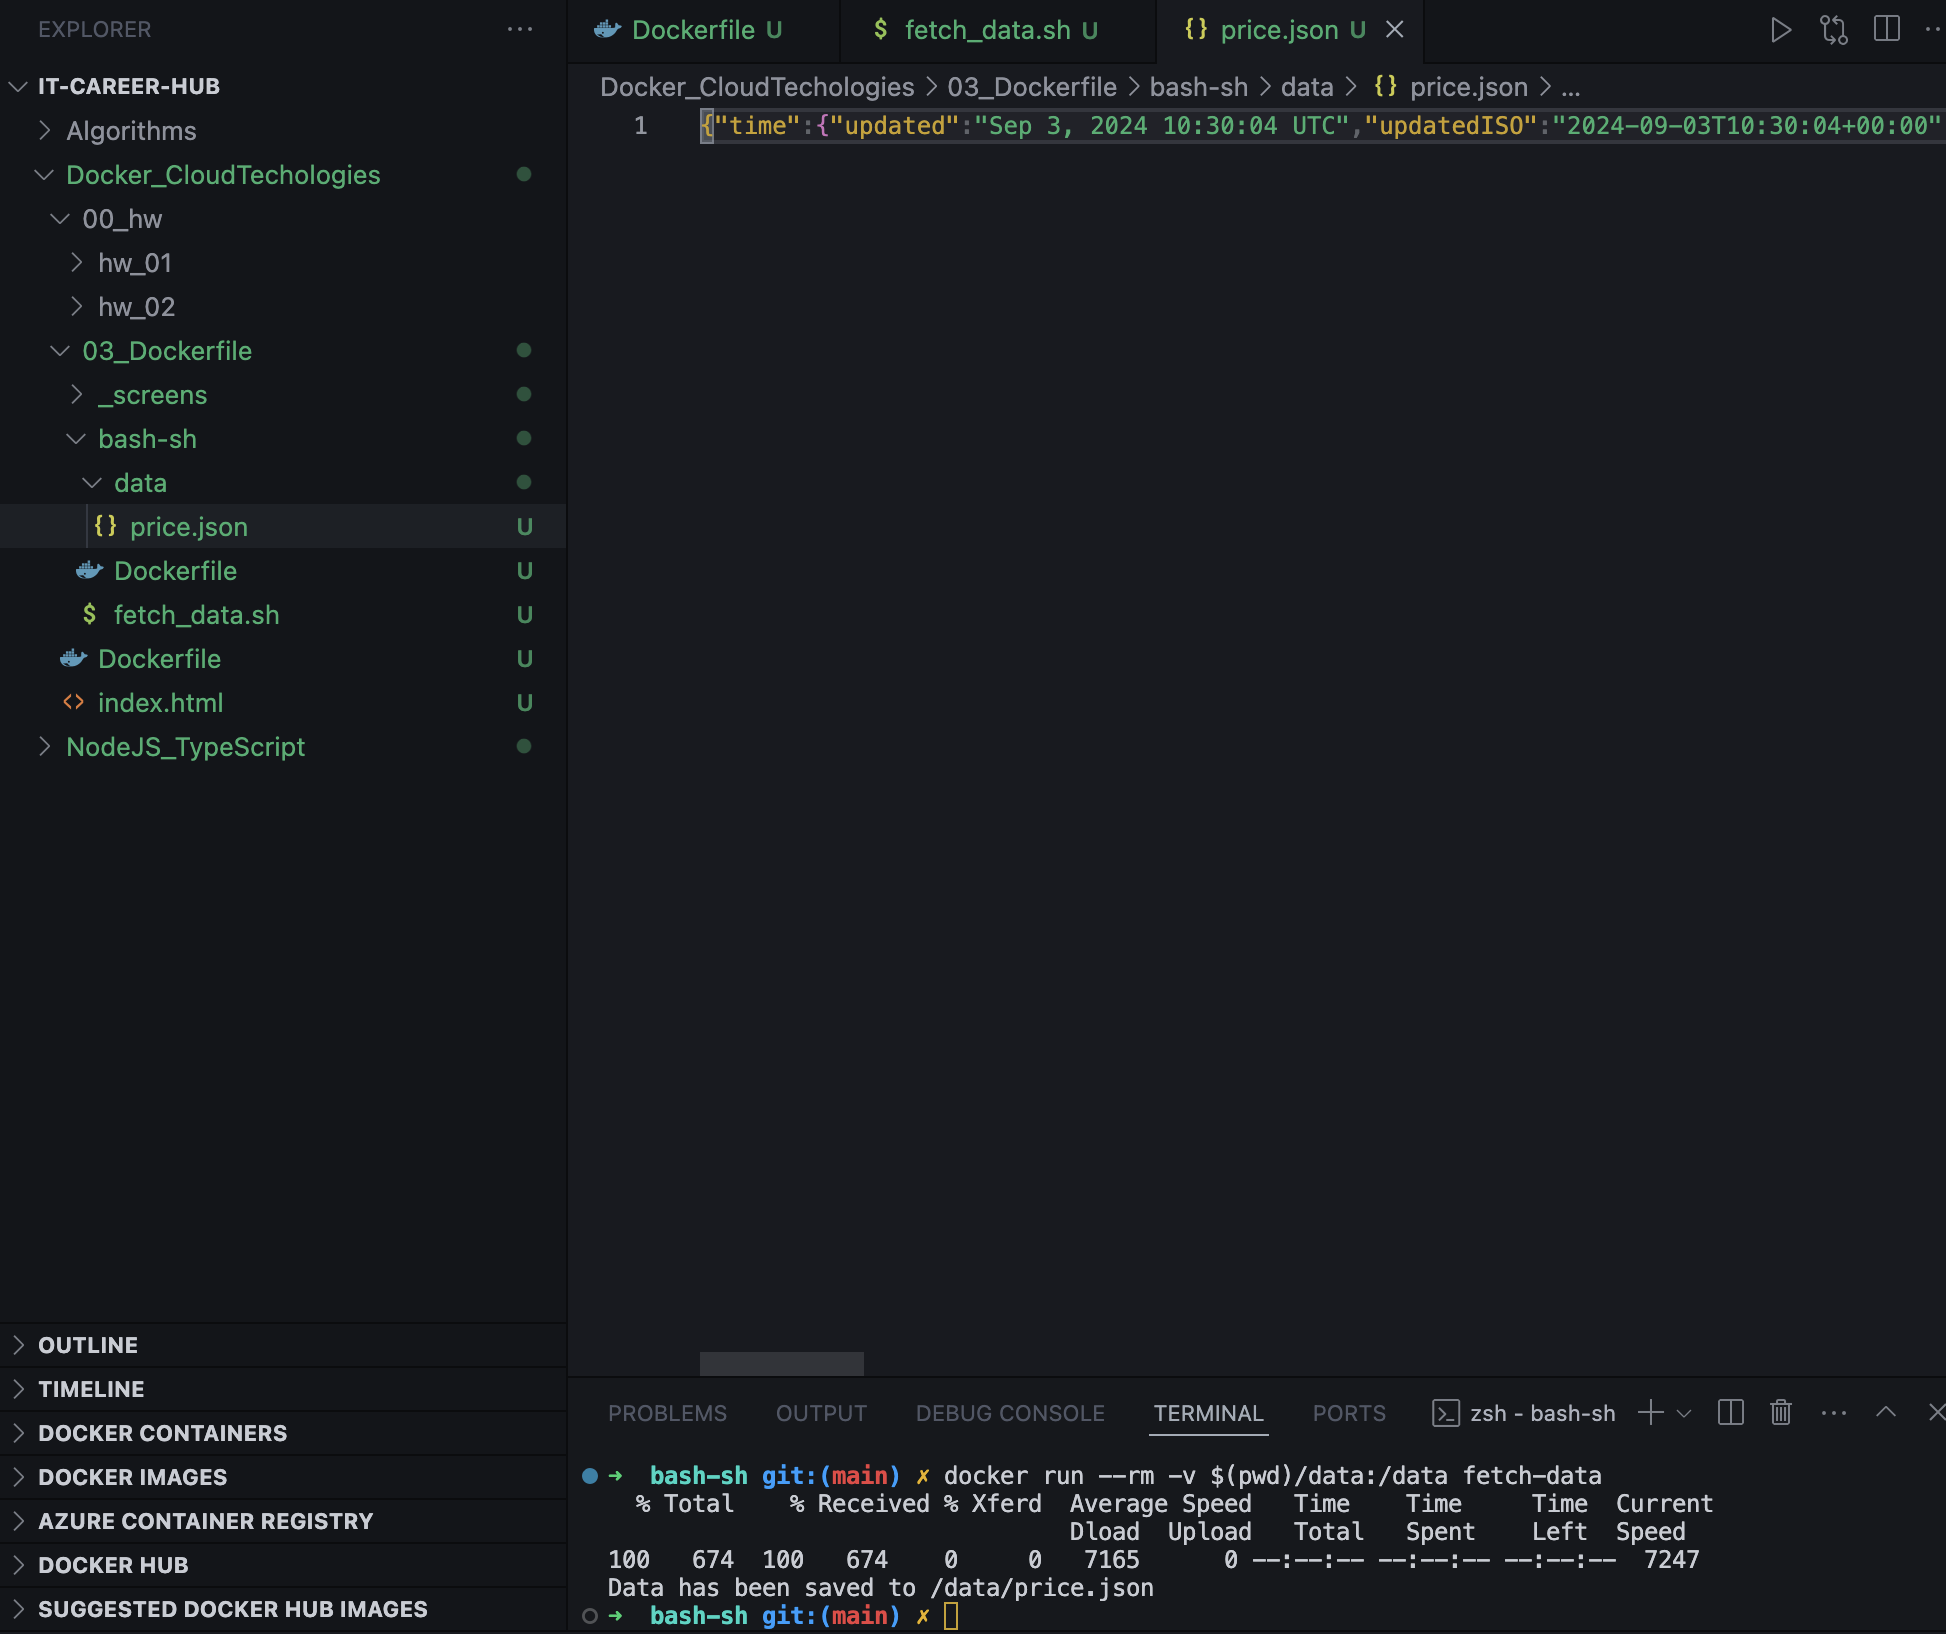 EXPLORER
IT-CAREER-HUB
Algorithms
Docker_CloudTechologies
00_hw
hw_01
hw_02
03_Dockerfile
_screens
bash-sh
data
{} price.json U
Dockerfile U
$ fetch_data.sh U
Dockerfile U
<> index.html U
NodeJS_TypeScript
OUTLINE
TIMELINE
DOCKER CONTAINERS
DOCKER IMAGES
AZURE CONTAINER REGISTRY
DOCKER HUB
SUGGESTED DOCKER HUB IMAGES
Dockerfile U $ fetch_data.sh U {} price.json U
Docker_CloudTechologies > 03_Dockerfile > bash-sh > data > {} price.json > ...
1 {"time":{"updated":"Sep 3, 2024 10:30:04 UTC","updatedISO":"2024-09-03T10:30:04+00:00"
PROBLEMS OUTPUT DEBUG CONSOLE TERMINAL PORTS zsh - bash-sh
➜ bash-sh git:(main) ✗ docker run --rm -v $(pwd)/data:/data fetch-data
% Total % Received % Xferd Average Speed Time Time Time Current
Dload Upload Total Spent Left Speed
100 674 100 674 0 0 7165 0 --:--:-- --:--:-- --:--:-- 7247
Data has been saved to /data/price.json
➜ bash-sh git:(main) ✗